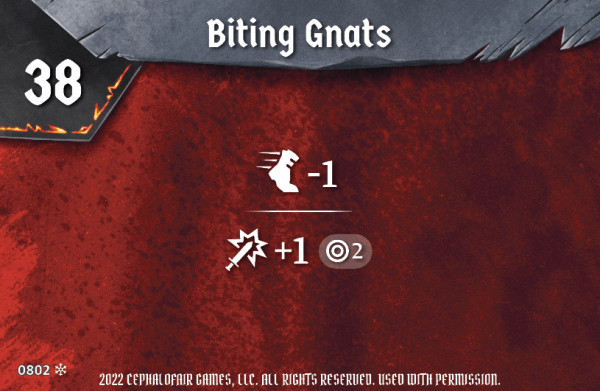 Biting Gnats
38
-1
+1 2
0802
2022 CEPHALOFAIR GAMES, LLC. ALL RIGHTS RESERVED. USED WITH PERMISSION.